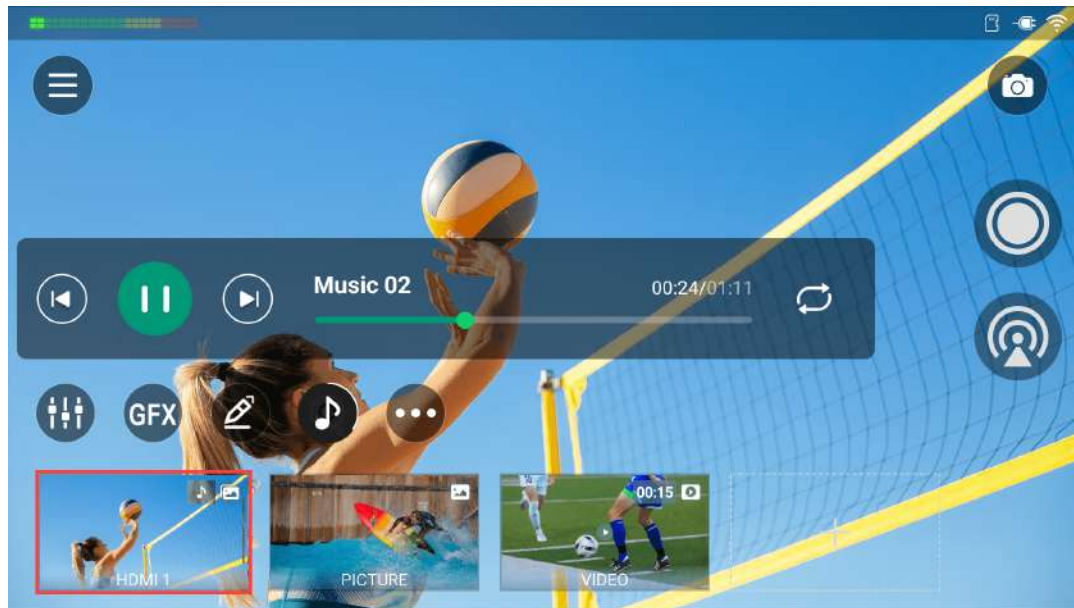 Music 02
00:24/01:11
GFX
00:15
HDMI 1
PICTURE
VIDEO